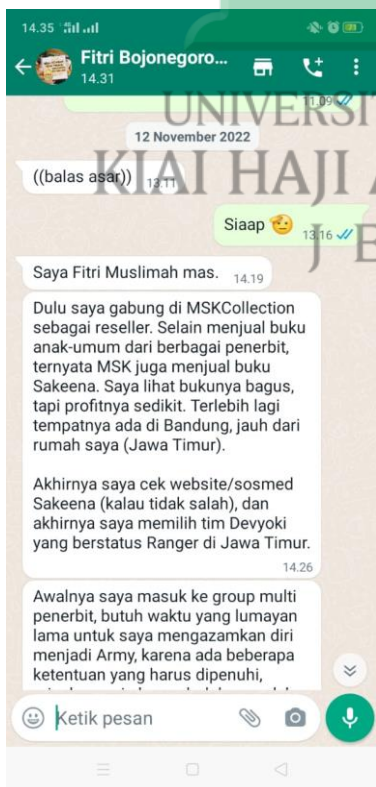 14.35
Fitri Bojonegoro...
14.31
UNIVERSI
11.09
12 November 2022
KIAI HAJI A
((balas asar)) 13.11
Siaap 🫡 13.16
J E
Saya Fitri Muslimah mas. 14.19
Dulu saya gabung di MSKCollection
sebagai reseller. Selain menjual buku
anak-umum dari berbagai penerbit,
ternyata MSK juga menjual buku
Sakeena. Saya lihat bukunya bagus,
tapi profitnya sedikit. Terlebih lagi
tempatnya ada di Bandung, jauh dari
rumah saya (Jawa Timur).
Akhirnya saya cek website/sosmed
Sakeena (kalau tidak salah), dan
akhirnya saya memilih tim Devyoki
yang berstatus Ranger di Jawa Timur.
14.26
Awalnya saya masuk ke group multi
penerbit, butuh waktu yang lumayan
lama untuk saya mengazamkan diri
menjadi Army, karena ada beberapa
ketentuan yang harus dipenuhi,
Ketik pesan